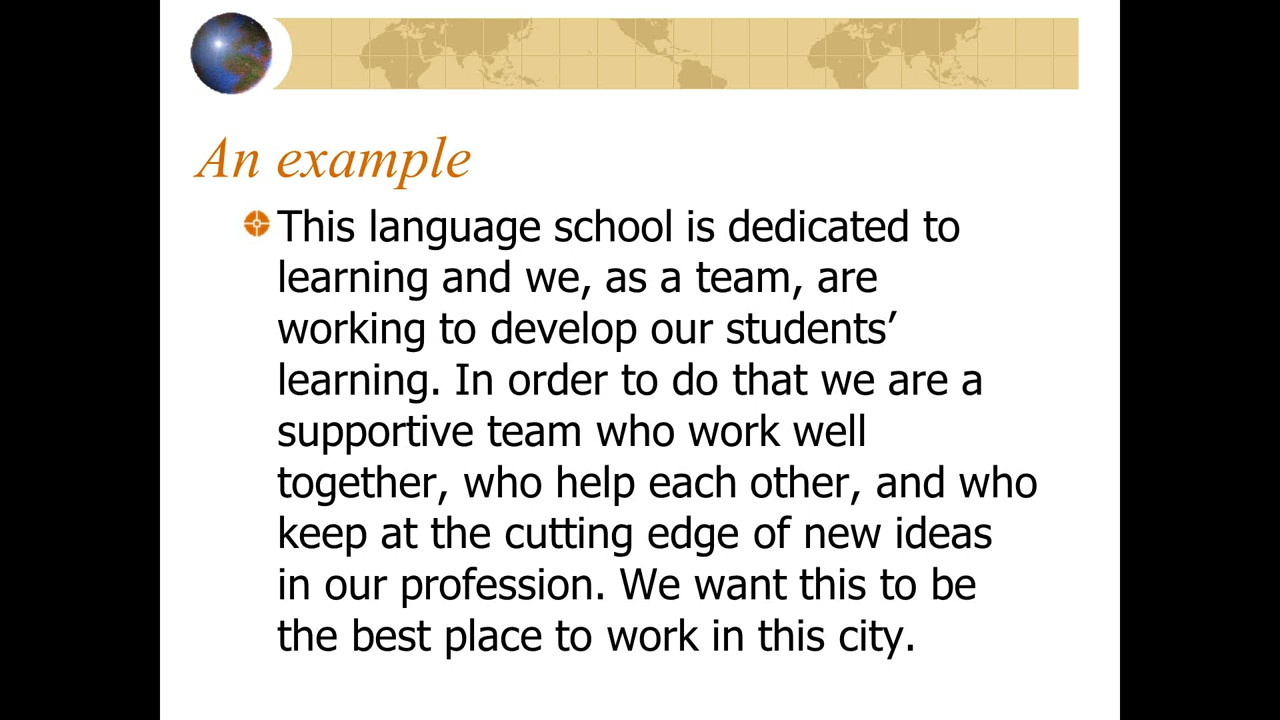 An example
This language school is dedicated to
learning and we, as a team, are
working to develop our students’
learning. In order to do that we are a
supportive team who work well
together, who help each other, and who
keep at the cutting edge of new ideas
in our profession. We want this to be
the best place to work in this city.